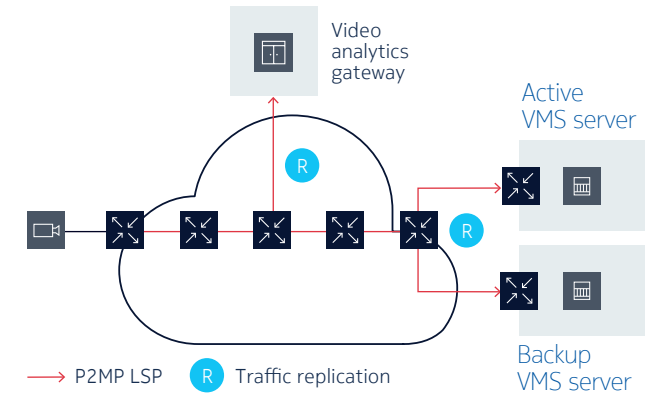 Video
analytics
gateway
Active
VMS server
R
R
Backup
VMS server
P2MP LSP
R
Traffic replication